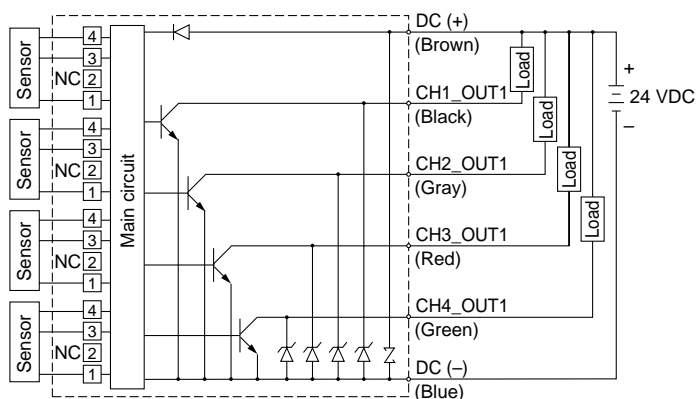 DC (+)
(Brown)
Sensor
4
3
NC 2
1
Load
+
24 VDC
–
CH1_OUT1
(Black)
Load
Sensor
4
3
NC 2
1
Main circuit
CH2_OUT1
(Gray)
Load
Sensor
4
3
NC 2
1
Load
CH3_OUT1
(Red)
Sensor
4
3
NC 2
1
CH4_OUT1
(Green)
DC (–)
(Blue)